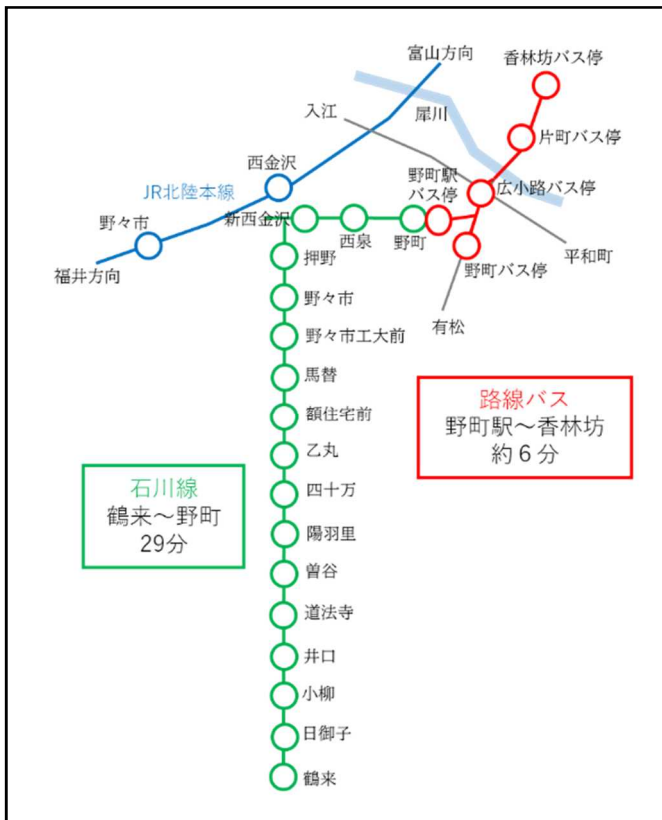 富山方向
香林坊バス停
入江
犀川
片町バス停
西金沢
野町駅
バス停
広小路バス停
JR北陸本線
新西金沢
野々市
西泉
野町
平和町
野町バス停
押野
福井方向
野々市
有松
野々市工大前
馬替
路線バス
野町駅～香林坊
約６分
額住宅前
乙丸
石川線
鶴来～野町
29分
四十万
陽羽里
曽谷
道法寺
井口
小柳
日御子
鶴来